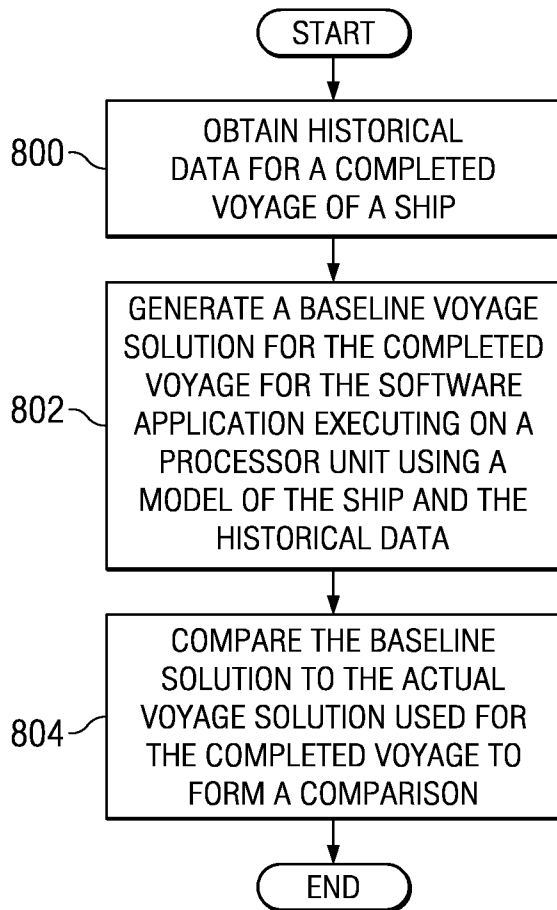 START
800
OBTAIN HISTORICAL
DATA FOR A COMPLETED
VOYAGE OF A SHIP
802
GENERATE A BASELINE VOYAGE
SOLUTION FOR THE COMPLETED
VOYAGE FOR THE SOFTWARE
APPLICATION EXECUTING ON A
PROCESSOR UNIT USING A
MODEL OF THE SHIP AND THE
HISTORICAL DATA
804
COMPARE THE BASELINE
SOLUTION TO THE ACTUAL
VOYAGE SOLUTION USED FOR
THE COMPLETED VOYAGE TO
FORM A COMPARISON
END